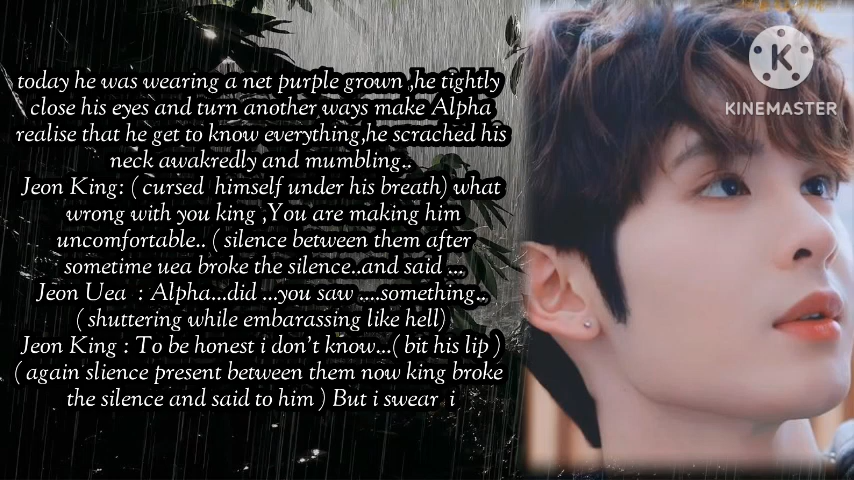 today he was wearing a net purple grown ,he tightly
close his eyes and turn another ways make Alpha
realise that he get to know everything,he scrached his
neck awakredly and mumbling..
Jeon King: ( cursed himself under his breath) what
wrong with you king ,You are making him
uncomfortable.. ( silence between them after
sometime uea broke the silence..and said ...
Jeon Uea : Alpha...did ...you saw ....something..
( shuttering while embarassing like hell)
Jeon King : To be honest i don't know...( bit his lip )
( again slience present between them now king broke
the silence and said to him ) But i swear i
K
KINEMASTER